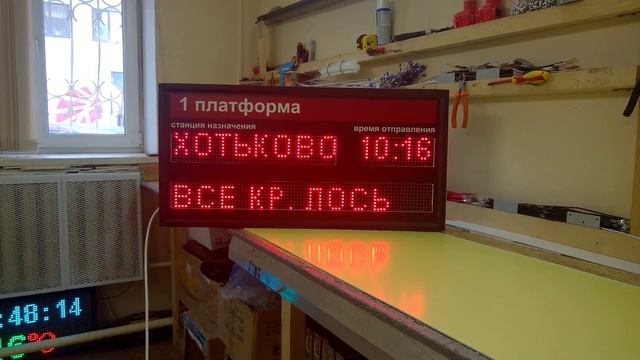 1 платформа
станция назначения время отправления
ХОТЬКОВО 10:16
ВСЕ КР. ЛОСЬ
:48:14